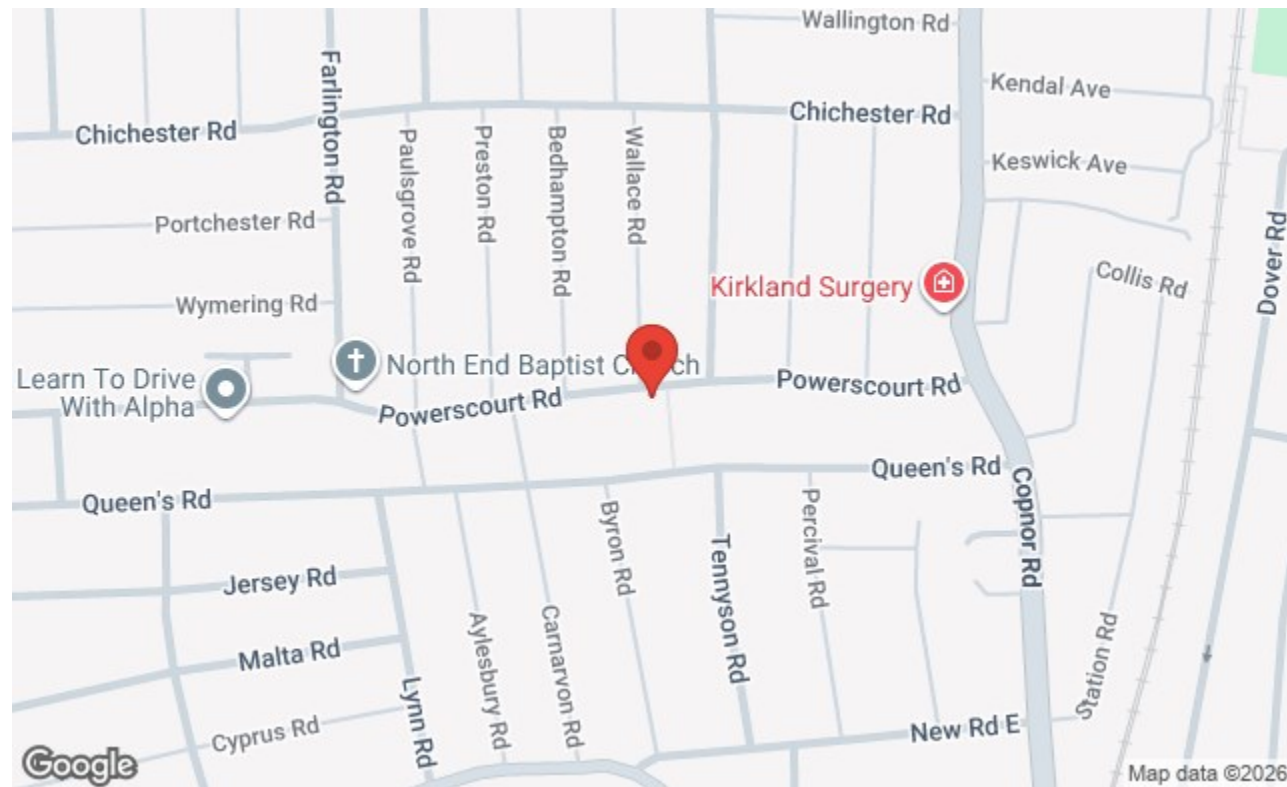 Wallington Rd
Farlington Rd
Kendal Ave
Chichester Rd
Chichester Rd
Paulsgrove Rd
Preston Rd
Bedhampton Rd
Wallace Rd
Keswick Ave
Portchester Rd
Dover Rd
Collis Rd
Kirkland Surgery
Wymering Rd
North End Baptist Church
Learn To Drive
With Alpha
Powerscourt Rd
Powerscourt Rd
Queen's Rd
Queen's Rd
Copnor Rd
Byron Rd
Percival Rd
Tennyson Rd
Jersey Rd
Aylesbury Rd
Carnarvon Rd
Malta Rd
Station Rd
Lynn Rd
Cyprus Rd
New Rd E
Google
Map data ©2026